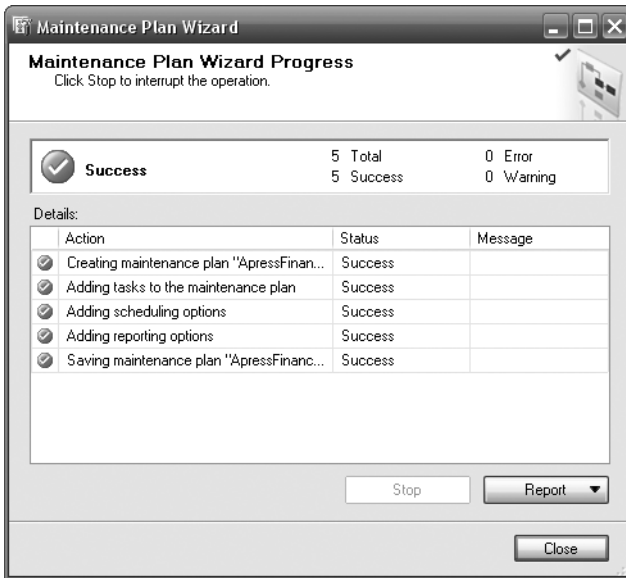 Maintenance Plan Wizard
Maintenance Plan Wizard Progress
Click Stop to interrupt the operation.
Success
5 Total
0 Error
5 Success
0 Warning
Details:
Action Status Message
Creating maintenance plan "ApressFinan... Success
Adding tasks to the maintenance plan Success
Adding scheduling options Success
Adding reporting options Success
Saving maintenance plan "ApressFinanc... Success
Stop Report
Close